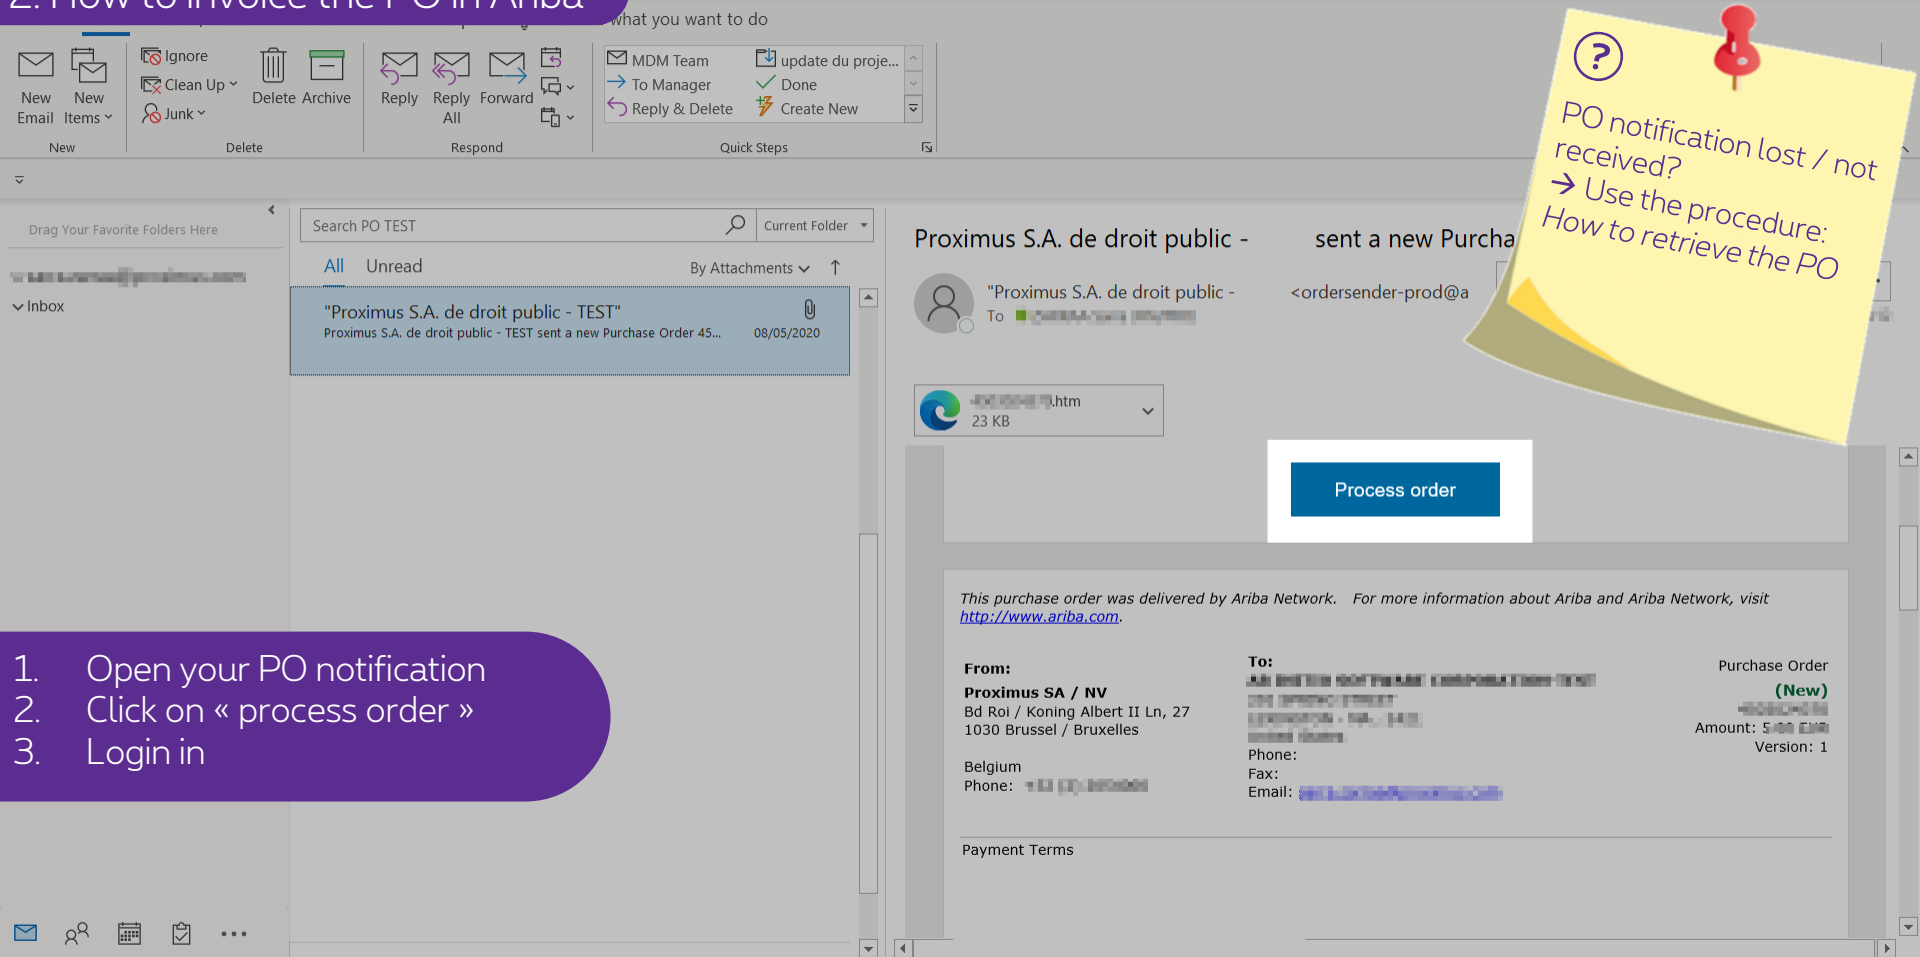 2. How to invoice the PO in Ariba
what you want to do
Ignore
Clean Up
Junk
Delete
Archive
Reply
Reply All
Forward
New Email
New Items
MDM Team
To Manager
Reply & Delete
update du proje...
Done
Create New
New
Delete
Respond
Quick Steps
?
PO notification lost / not
received?
→ Use the procedure:
How to retrieve the PO
Drag Your Favorite Folders Here
Inbox
Search PO TEST
Current Folder
All
Unread
By Attachments
"Proximus S.A. de droit public - TEST"
Proximus S.A. de droit public - TEST sent a new Purchase Order 45...
08/05/2020
Proximus S.A. de droit public - sent a new Purcha
"Proximus S.A. de droit public - <ordersender-prod@a
To
.htm
23 KB
Process order
This purchase order was delivered by Ariba Network. For more information about Ariba and Ariba Network, visit
http://www.ariba.com.
From:
Proximus SA / NV
Bd Roi / Koning Albert II Ln, 27
1030 Brussel / Bruxelles
Belgium
Phone:
To:
Phone:
Fax:
Email:
Purchase Order
(New)
Amount:
Version: 1
Payment Terms
1. Open your PO notification
2. Click on « process order »
3. Login in